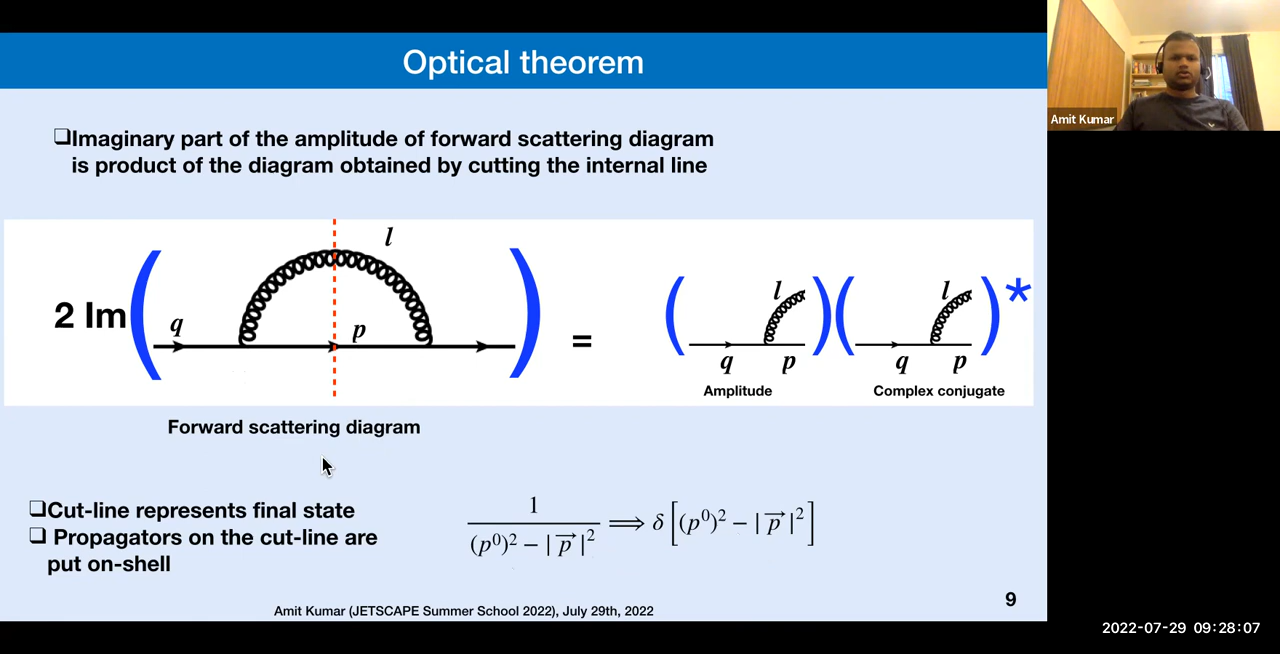 Optical theorem
Amit Kumar
❑Imaginary part of the amplitude of forward scattering diagram
is product of the diagram obtained by cutting the internal line
2 Im ( q l p ) = ( q l p ) ( q l p )*
Amplitude
Complex conjugate
Forward scattering diagram
❑Cut-line represents final state
❑ Propagators on the cut-line are
put on-shell
1 / ((p⁰)² − |p⃗|²) ⟹ δ[(p⁰)² − |p⃗|²]
Amit Kumar (JETSCAPE Summer School 2022), July 29th, 2022
9
2022-07-29 09:28:07